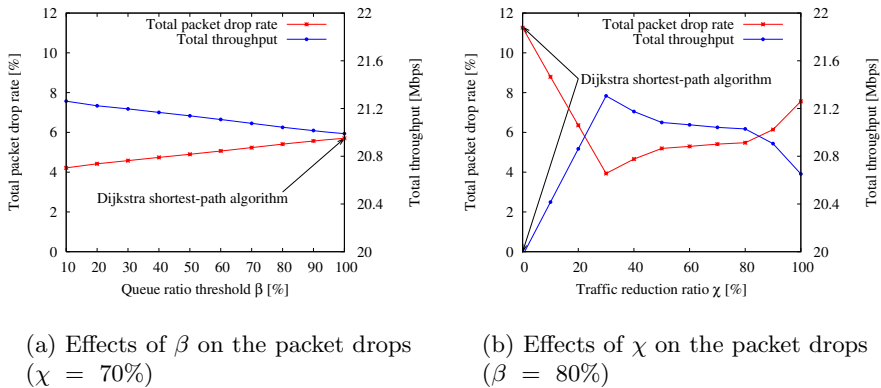 Total packet drop rate
Total throughput
Total packet drop rate [%]
12
10
8
6
4
2
0
22
21.6
21.2
20.8
20.4
20
Total throughput [Mbps]
Dijkstra shortest-path algorithm
10 20 30 40 50 60 70 80 90 100
Queue ratio threshold β [%]
(a) Effects of β on the packet drops
(χ = 70%)
Total packet drop rate
Total throughput
Total packet drop rate [%]
12
10
8
6
4
2
0
22
21.6
21.2
20.8
20.4
20
Total throughput [Mbps]
Dijkstra shortest-path algorithm
0 20 40 60 80 100
Traffic reduction ratio χ [%]
(b) Effects of χ on the packet drops
(β = 80%)